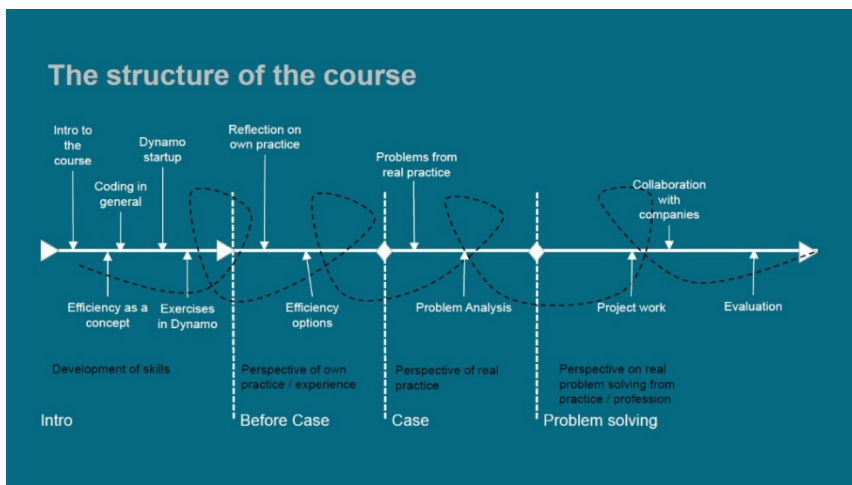 The structure of the course
Intro to
the
course
Coding in
general
Dynamo
startup
Reflection on
own practice
Problems from
real practice
Collaboration
with
companies
Efficiency as a
concept
Exercises
in Dynamo
Efficiency
options
Problem Analysis
Project work
Evaluation
Development of skills
Perspective of own
practice / experience
Perspective of real
practice
Perspective on real
problem solving from
practice / profession
Intro
Before Case
Case
Problem solving